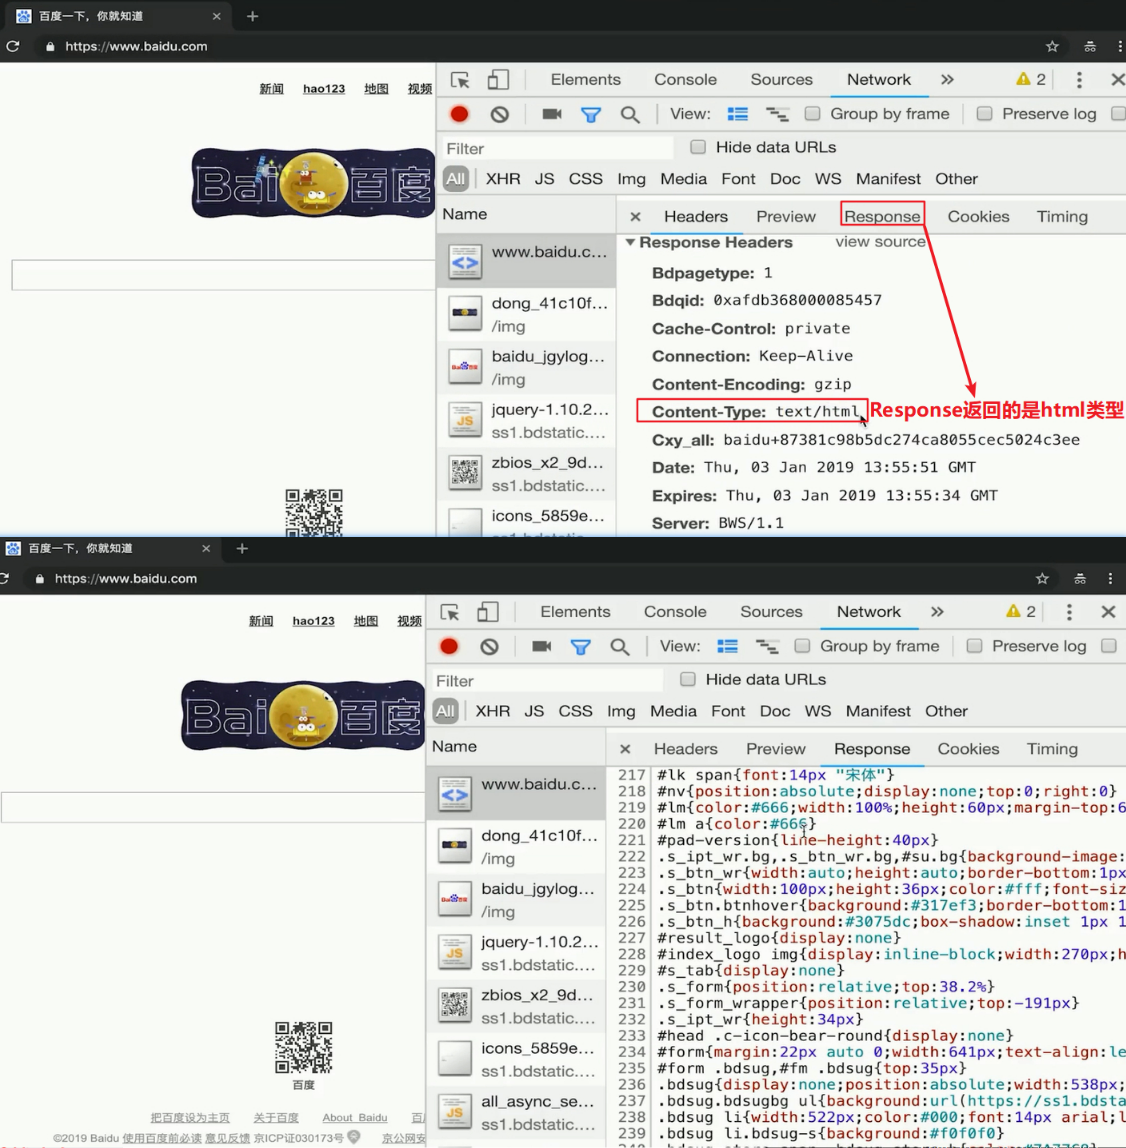 百度一下，你就知道
https://www.baidu.com
新闻 hao123 地图 视频
Bai 百度
Elements Console Sources Network » 2
View: Group by frame Preserve log
Filter Hide data URLs
All XHR JS CSS Img Media Font Doc WS Manifest Other
Name Headers Preview Response Cookies Timing
www.baidu.c...
dong_41c10f...
/img
baidu_jgylog...
/img
jquery-1.10.2...
ss1.bdstatic....
zbios_x2_9d...
ss1.bdstatic....
icons_5859e...
Response Headers view source
Bdpagetype: 1
Bdqid: 0xafdb368000085457
Cache-Control: private
Connection: Keep-Alive
Content-Encoding: gzip
Content-Type: text/html
Response返回的是html类型
Cxy_all: baidu+87381c98b5dc274ca8055cec5024c3ee
Date: Thu, 03 Jan 2019 13:55:51 GMT
Expires: Thu, 03 Jan 2019 13:55:34 GMT
Server: BWS/1.1
百度一下，你就知道
https://www.baidu.com
新闻 hao123 地图 视频
Bai 百度
百度
把百度设为主页 关于百度 About Baidu
©2019 Baidu 使用百度前必读 意见反馈 京ICP证030173号 京公网安
Elements Console Sources Network » 2
View: Group by frame Preserve log
Filter Hide data URLs
All XHR JS CSS Img Media Font Doc WS Manifest Other
Name Headers Preview Response Cookies Timing
www.baidu.c...
dong_41c10f...
/img
baidu_jgylog...
/img
jquery-1.10.2...
ss1.bdstatic....
zbios_x2_9d...
ss1.bdstatic....
icons_5859e...
ss1.bdstatic....
all_async_se...
ss1.bdstatic....
217 #lk span{font:14px "宋体"}
218 #nv{position:absolute;display:none;top:0;right:0}
219 #lm{color:#666;width:100%;height:60px;margin-top:6
220 #lm a{color:#666}
221 #pad-version{line-height:40px}
222 .s_ipt_wr.bg,.s_btn_wr.bg,#su.bg{background-image:
223 .s_btn_wr{width:auto;height:auto;border-bottom:1px
224 .s_btn{width:100px;height:36px;color:#fff;font-siz
225 .s_btn.btnhover{background:#317ef3;border-bottom:1
226 .s_btn_h{background:#3075dc;box-shadow:inset 1px 1
227 #result_logo{display:none}
228 #index_logo img{display:inline-block;width:270px;h
229 #s_tab{display:none}
230 .s_form{position:relative;top:38.2%}
231 .s_form_wrapper{position:relative;top:-191px}
232 .s_ipt_wr{height:34px}
233 #head .c-icon-bear-round{display:none}
234 #form{margin:22px auto 0;width:641px;text-align:le
235 #form .bdsug,#fm .bdsug{top:35px}
236 .bdsug{display:none;position:absolute;width:538px;
237 .bdsug.bdsugbg ul{background:url(https://ss1.bdsta
238 .bdsug li{width:522px;color:#000;font:14px arial;l
239 .bdsug li.bdsug-s{background:#f0f0f0}